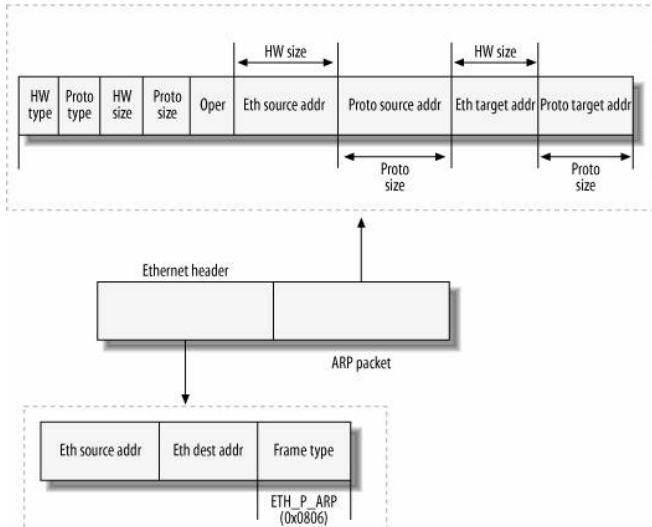 HW size
HW size
HW type
Proto type
HW size
Proto size
Oper
Eth source addr
Proto source addr
Eth target addr
Proto target addr
Proto size
Proto size
Ethernet header
ARP packet
Eth source addr
Eth dest addr
Frame type
ETH_P_ARP
(0x0806)